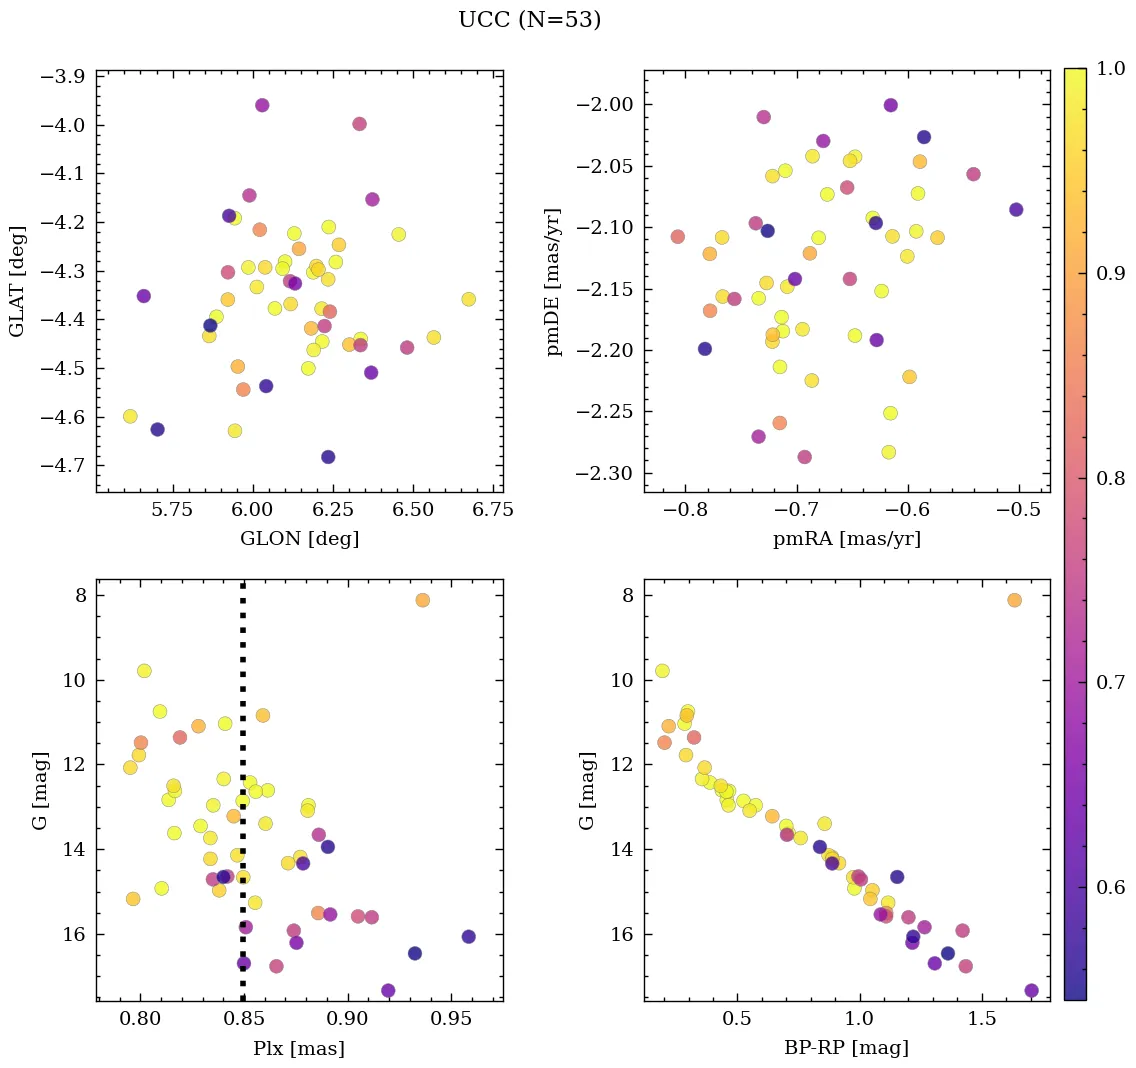 UCC (N=53)
−3.9
−4.0
−4.1
−4.2
−4.3
−4.4
−4.5
−4.6
−4.7
GLAT [deg]
5.75 6.00 6.25 6.50 6.75
GLON [deg]
−2.00
−2.05
−2.10
−2.15
−2.20
−2.25
−2.30
pmDE [mas/yr]
−0.8 −0.7 −0.6 −0.5
pmRA [mas/yr]
8
10
12
14
16
G [mag]
0.80 0.85 0.90 0.95
Plx [mas]
8
10
12
14
16
G [mag]
0.5 1.0 1.5
BP-RP [mag]
1.0
0.9
0.8
0.7
0.6